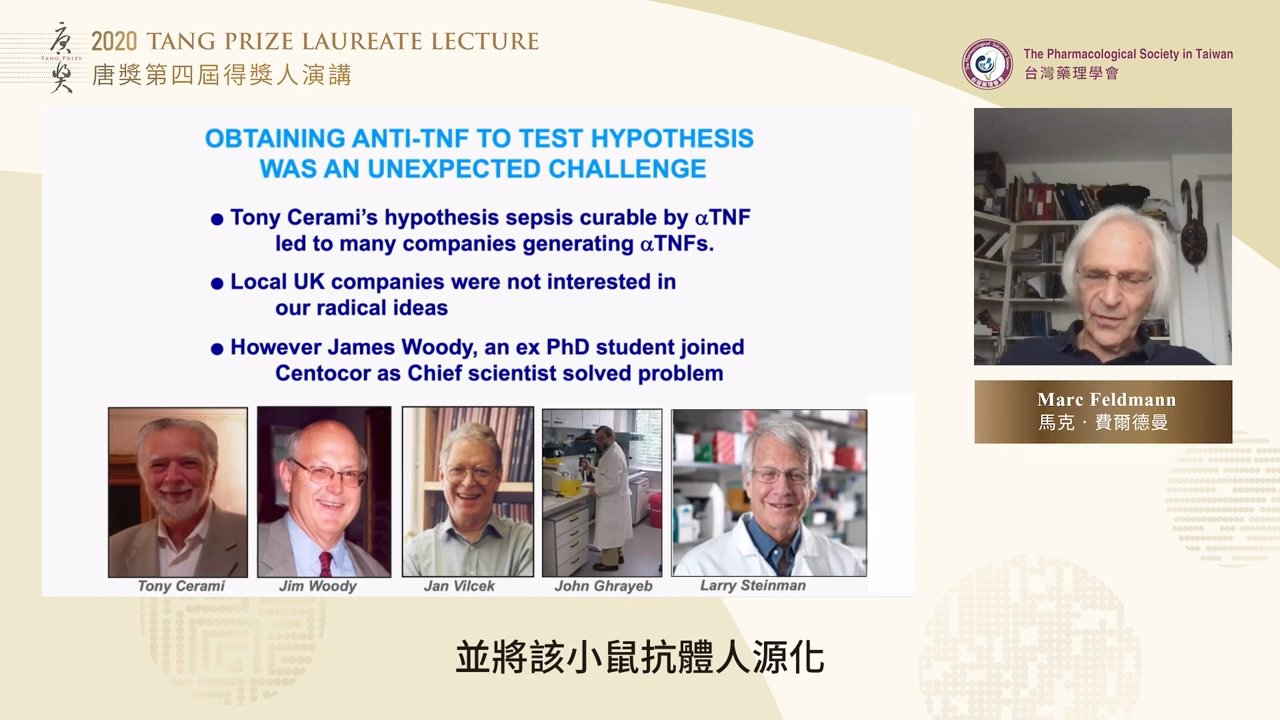 唐獎
TANG PRIZE
2020 TANG PRIZE LAUREATE LECTURE
唐獎第四屆得獎人演講
The Pharmacological Society in Taiwan
台灣藥理學會
OBTAINING ANTI-TNF TO TEST HYPOTHESIS
WAS AN UNEXPECTED CHALLENGE
● Tony Cerami's hypothesis sepsis curable by αTNF
led to many companies generating αTNFs.
● Local UK companies were not interested in
our radical ideas
● However James Woody, an ex PhD student joined
Centocor as Chief scientist solved problem
Tony Cerami
Jim Woody
Jan Vilcek
John Ghrayeb
Larry Steinman
Marc Feldmann
馬克·費爾德曼
並將該小鼠抗體人源化